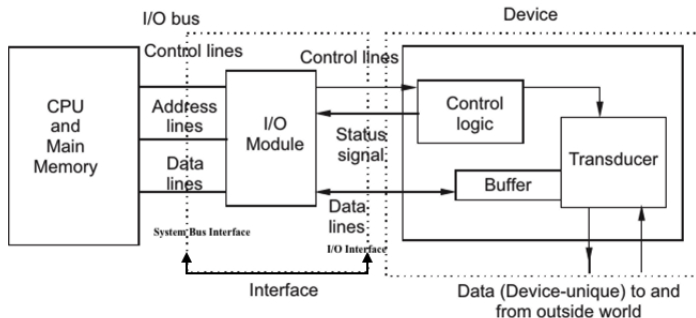 Device
I/O bus
Control lines
Control lines
CPU
and
Main
Memory
Address
lines
I/O
Module
Control
logic
Status
signal
Transducer
Data
lines
Buffer
Data
lines
System Bus Interface
I/O Interface
Interface
Data (Device-unique) to and
from outside world